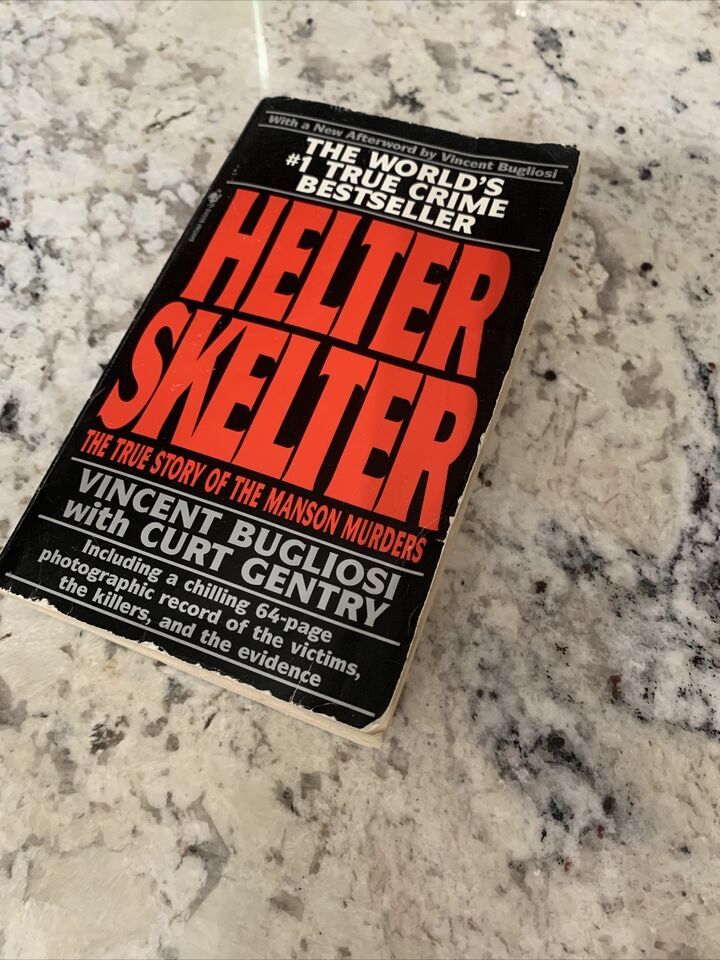 With a New Afterword by Vincent Bugliosi
THE WORLD'S
#1 TRUE CRIME
BESTSELLER
HELTER
SKELTER
THE TRUE STORY OF THE MANSON MURDERS
VINCENT BUGLIOSI
with CURT GENTRY
Including a chilling 64-page
photographic record of the victims,
the killers, and the evidence